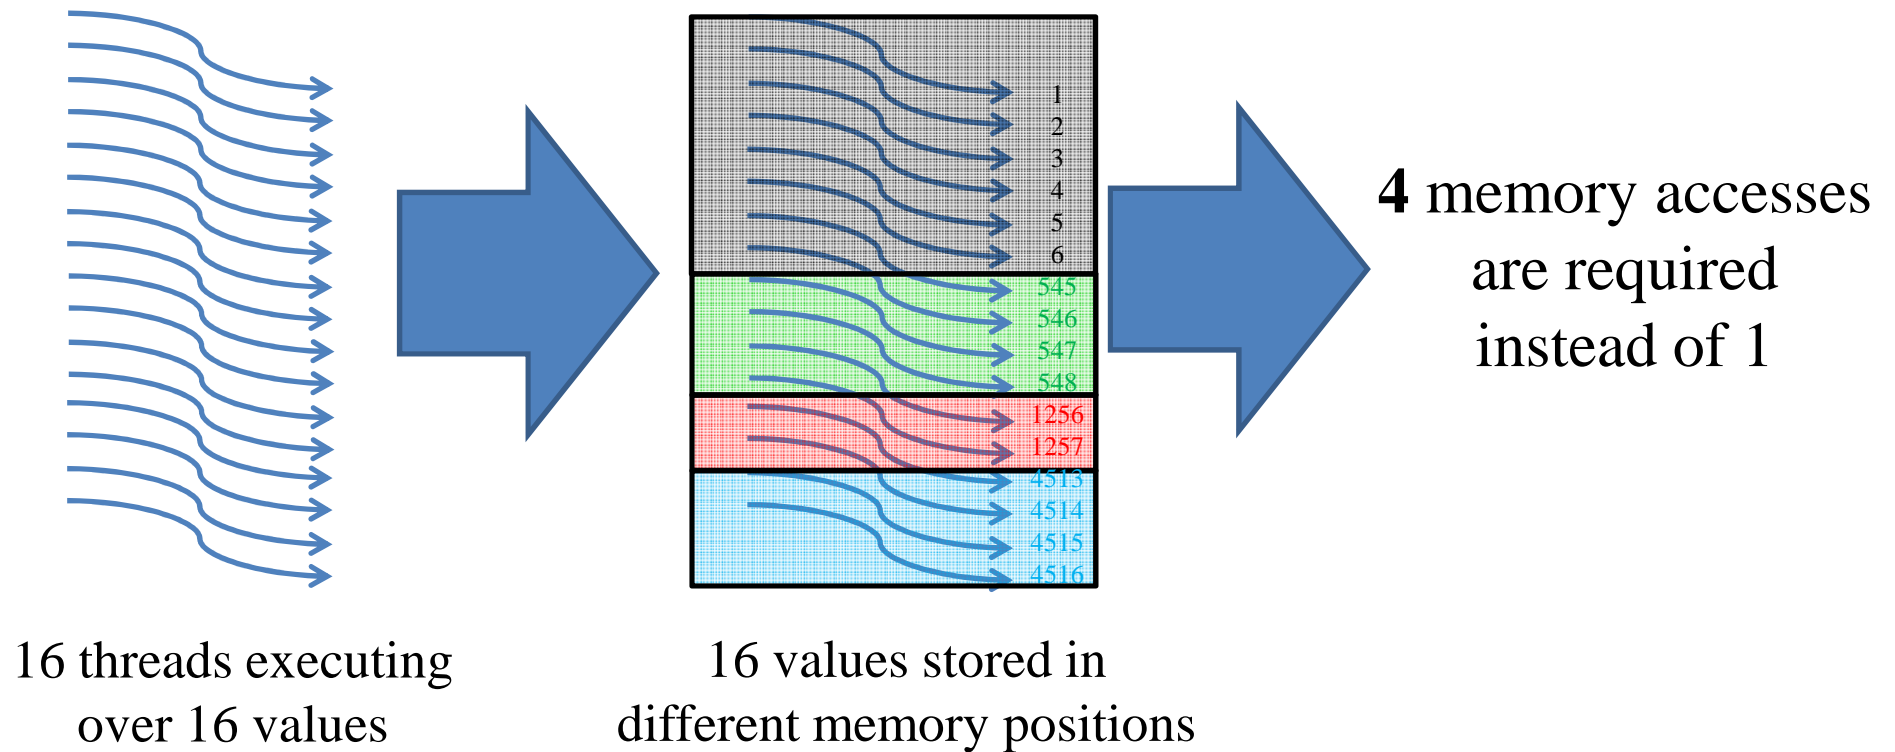 1
2
3
4
5
6
545
546
547
548
1256
1257
4513
4514
4515
4516
4 memory accesses
are required
instead of 1
16 threads executing
over 16 values
16 values stored in
different memory positions